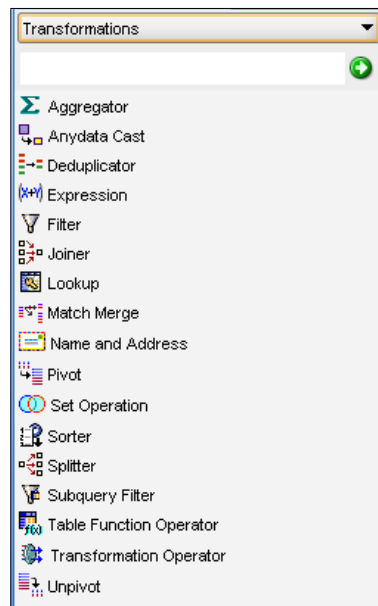 Transformations
Aggregator
Anydata Cast
Deduplicator
(X+Y) Expression
Filter
Joiner
Lookup
Match Merge
Name and Address
Pivot
Set Operation
Sorter
Splitter
Subquery Filter
f(x) Table Function Operator
Transformation Operator
Unpivot